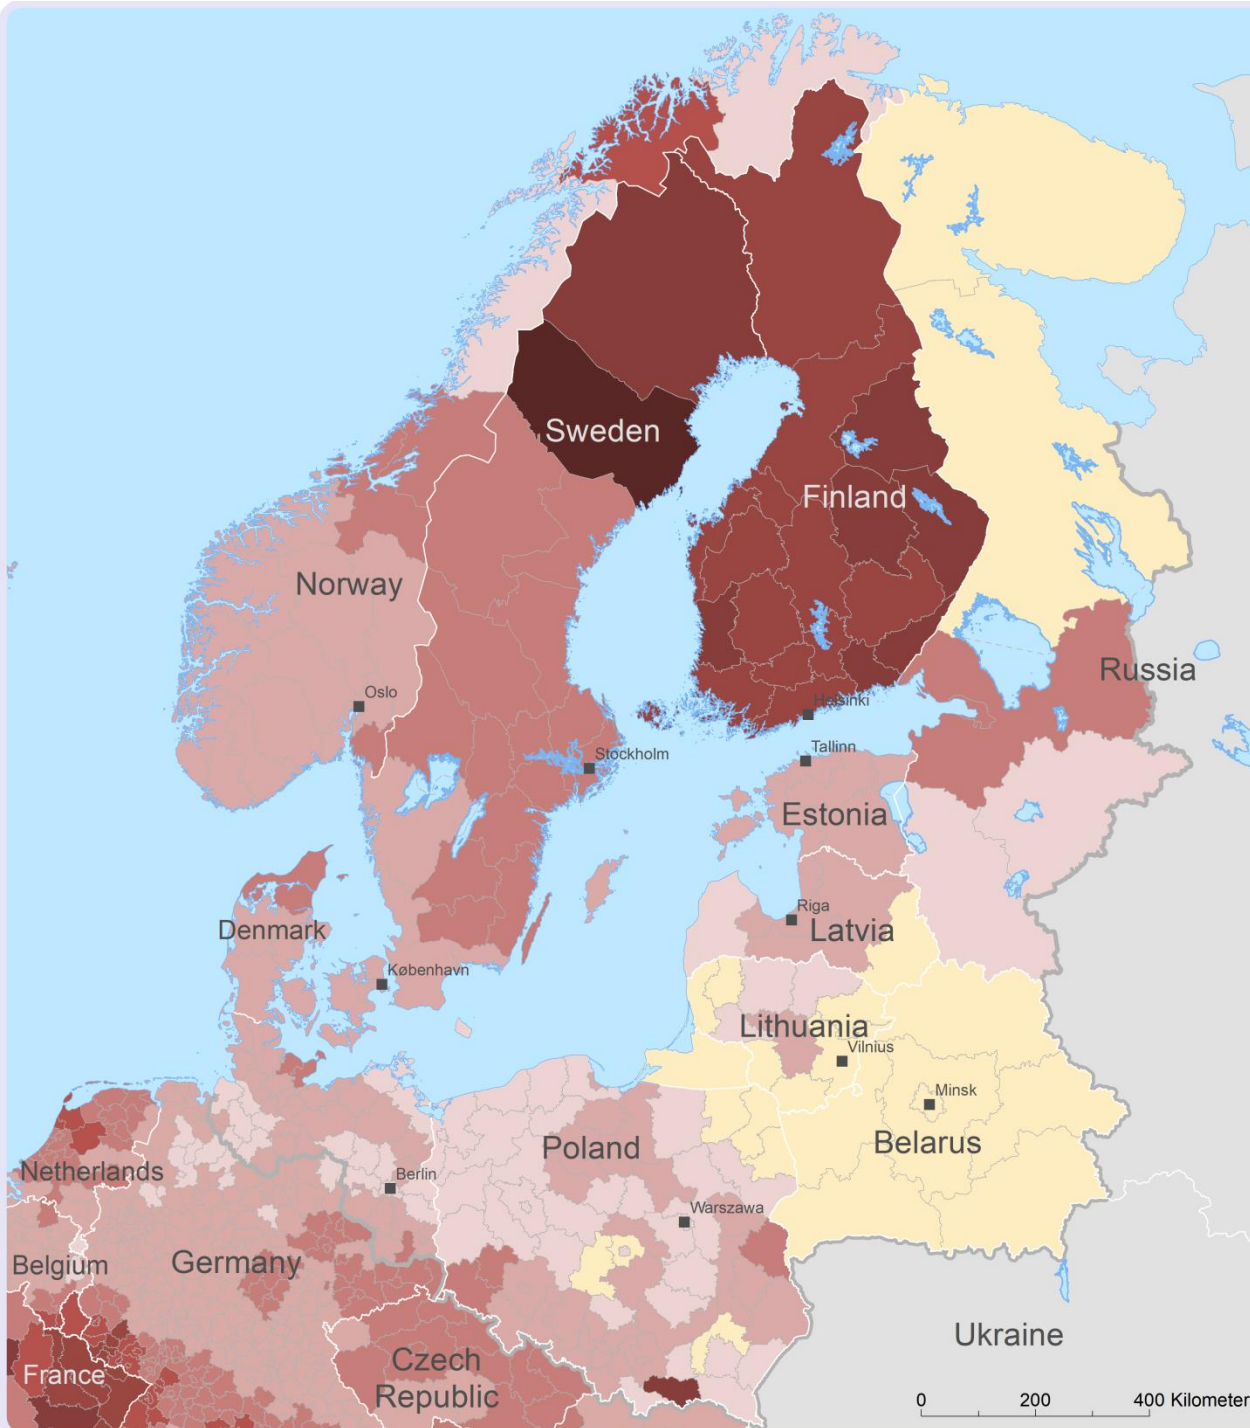 Sweden
Finland
Norway
Oslo
Russia
Helsinki
Stockholm
Tallinn
Estonia
Riga
Denmark
Latvia
København
Lithuania
Vilnius
Minsk
Poland
Belarus
Netherlands
Berlin
Warszawa
Belgium
Germany
Ukraine
Czech
Republic
France
0 200 400 Kilometer